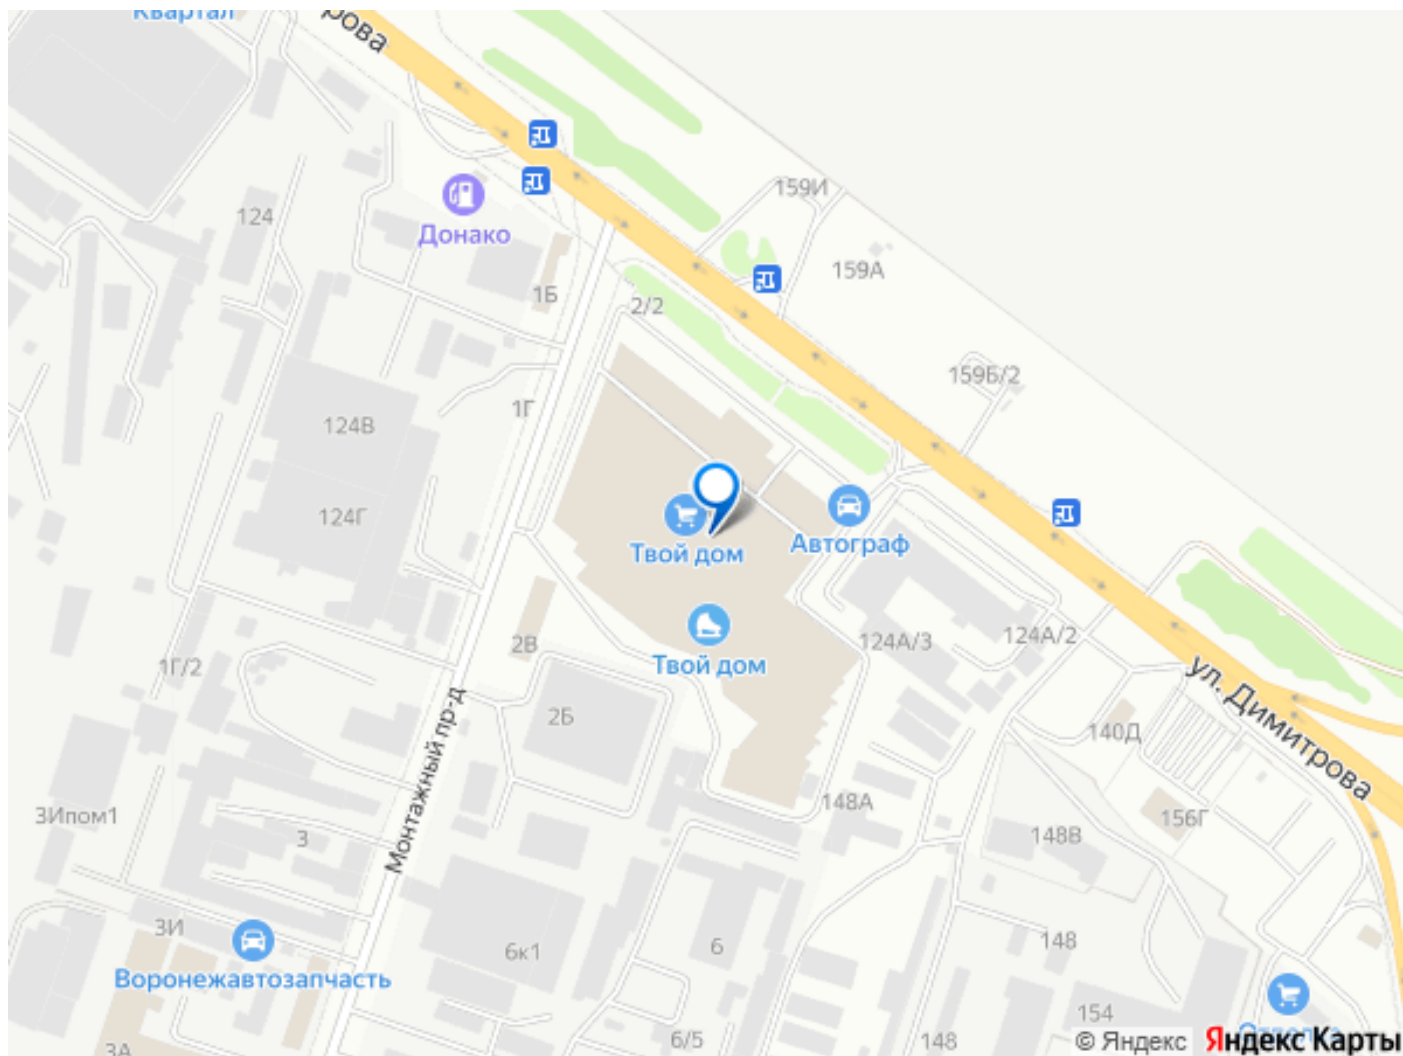 Квартал
рова
159И
124
Донако
159А
1Б
2/2
159Б/2
1Г
124В
124Г
Твой дом
Автограф
2В
124А/3
124А/2
Твой дом
1Г/2
ул. Димитрова
2Б
140Д
Монтажный пр-д
148А
3Ипом1
156Г
3
148В
3И
6
148
6к1
Воронежавтозапчасть
154
6/5
148
3А
© Яндекс
Яндекс Карты